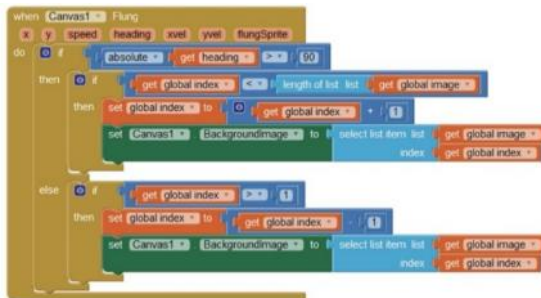 when Canvas1 Flung
x y speed heading xvel yvel flungSprite
do if absolute get heading > 90
then if get global index < length of list list get global image
then set global index to get global index + 1
set Canvas1 . BackgroundImage to select list item list get global image
index get global index
else if get global index > 1
then set global index to get global index - 1
set Canvas1 . BackgroundImage to select list item list get global image
index get global index